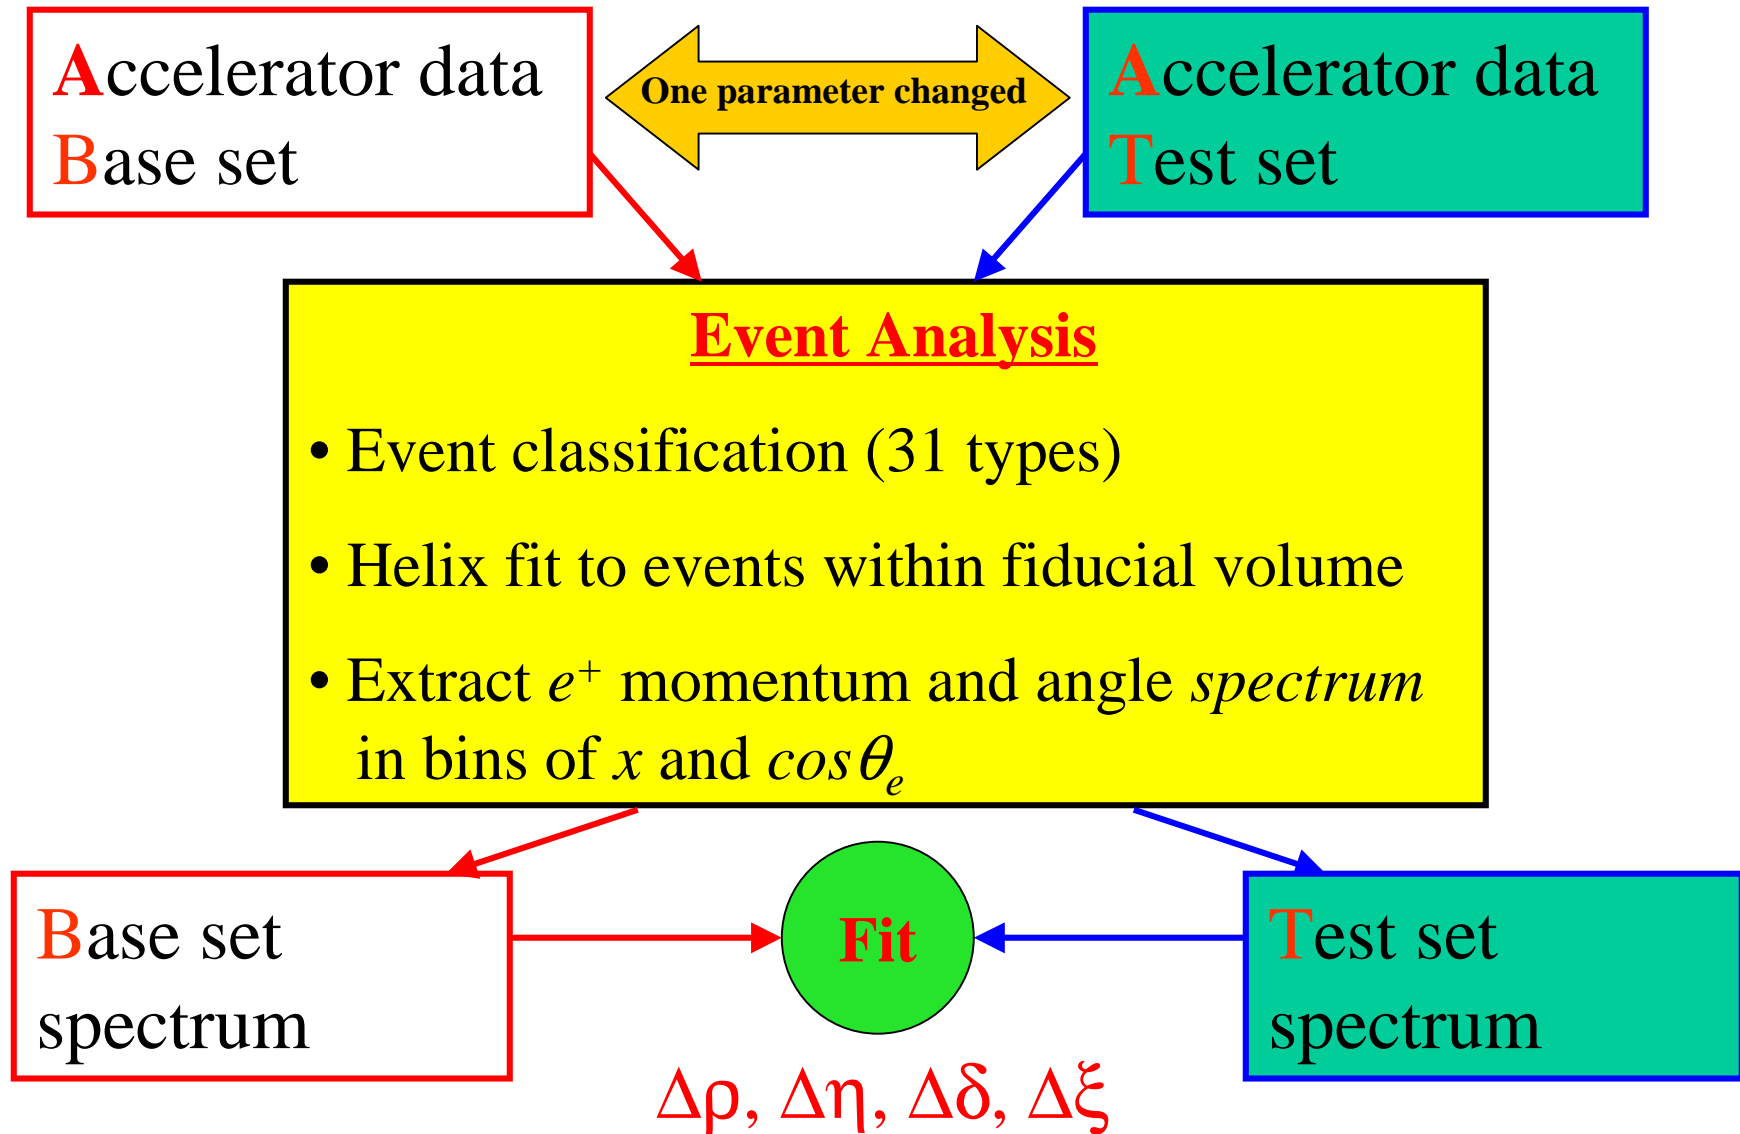 Accelerator data
Base set
One parameter changed
Accelerator data
Test set
Event Analysis
• Event classification (31 types)
• Helix fit to events within fiducial volume
• Extract e⁺ momentum and angle spectrum
in bins of x and cosθₑ
Base set
spectrum
Fit
Test set
spectrum
Δρ, Δη, Δδ, Δξ